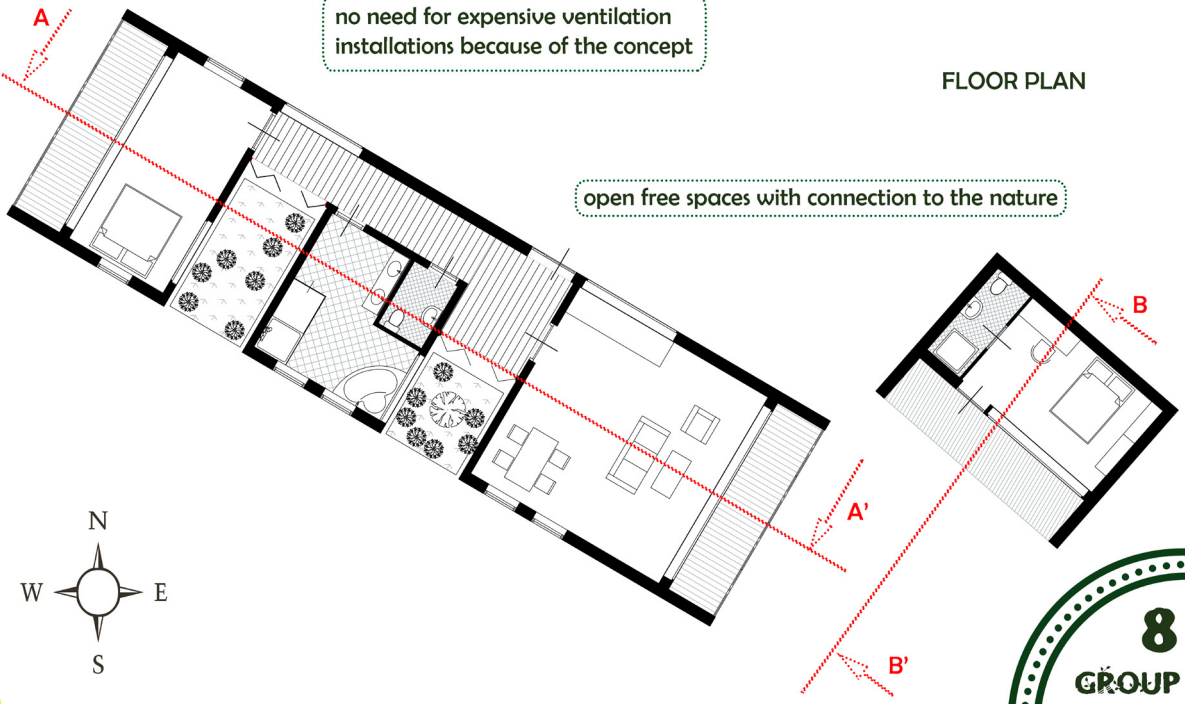 A
no need for expensive ventilation
installations because of the concept
FLOOR PLAN
open free spaces with connection to the nature
B
A'
N
W E
S
B'
8
GROUP